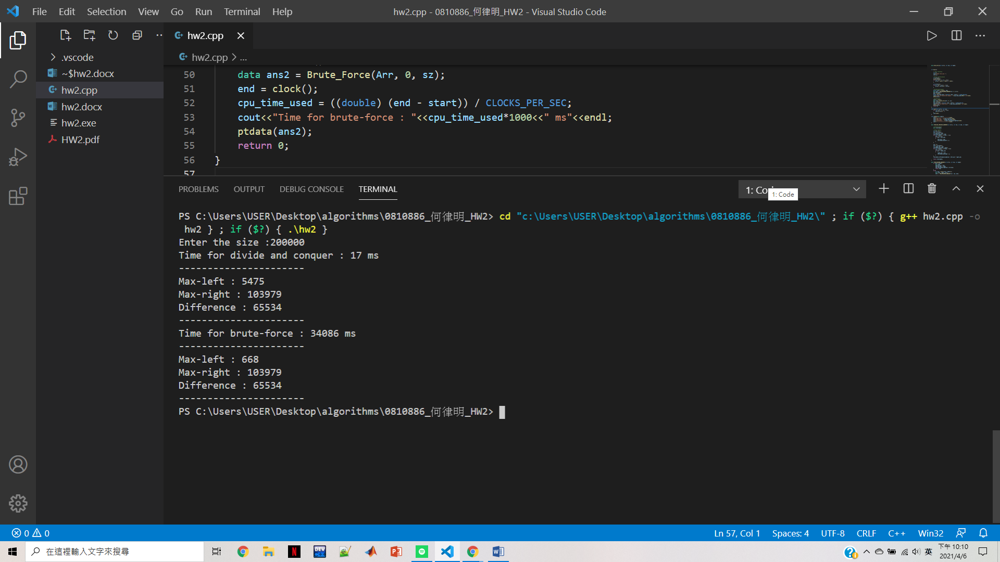 File Edit Selection View Go Run Terminal Help
hw2.cpp - 0810886_何律明_HW2 - Visual Studio Code
hw2.cpp
.vscode
~$hw2.docx
hw2.cpp
hw2.docx
hw2.exe
HW2.pdf
hw2.cpp > ...
50 data ans2 = Brute_Force(Arr, 0, sz);
51 end = clock();
52 cpu_time_used = ((double) (end - start)) / CLOCKS_PER_SEC;
53 cout<<"Time for brute-force : "<<cpu_time_used*1000<<" ms"<<endl;
54 ptdata(ans2);
55 return 0;
56 }
57
PROBLEMS OUTPUT DEBUG CONSOLE TERMINAL
1: Co
1: Code
PS C:\Users\USER\Desktop\algorithms\0810886_何律明_HW2> cd "c:\Users\USER\Desktop\algorithms\0810886_何律明_HW2\" ; if ($?) { g++ hw2.cpp -o
hw2 } ; if ($?) { .\hw2 }
Enter the size :200000
Time for divide and conquer : 17 ms
----------------------
Max-left : 5475
Max-right : 103979
Difference : 65534
----------------------
Time for brute-force : 34086 ms
----------------------
Max-left : 668
Max-right : 103979
Difference : 65534
----------------------
PS C:\Users\USER\Desktop\algorithms\0810886_何律明_HW2>
0 0
Ln 57, Col 1 Spaces: 4 UTF-8 CRLF C++ Win32
在這裡輸入文字來搜尋
DEV
英
下午 10:10
2021/4/6